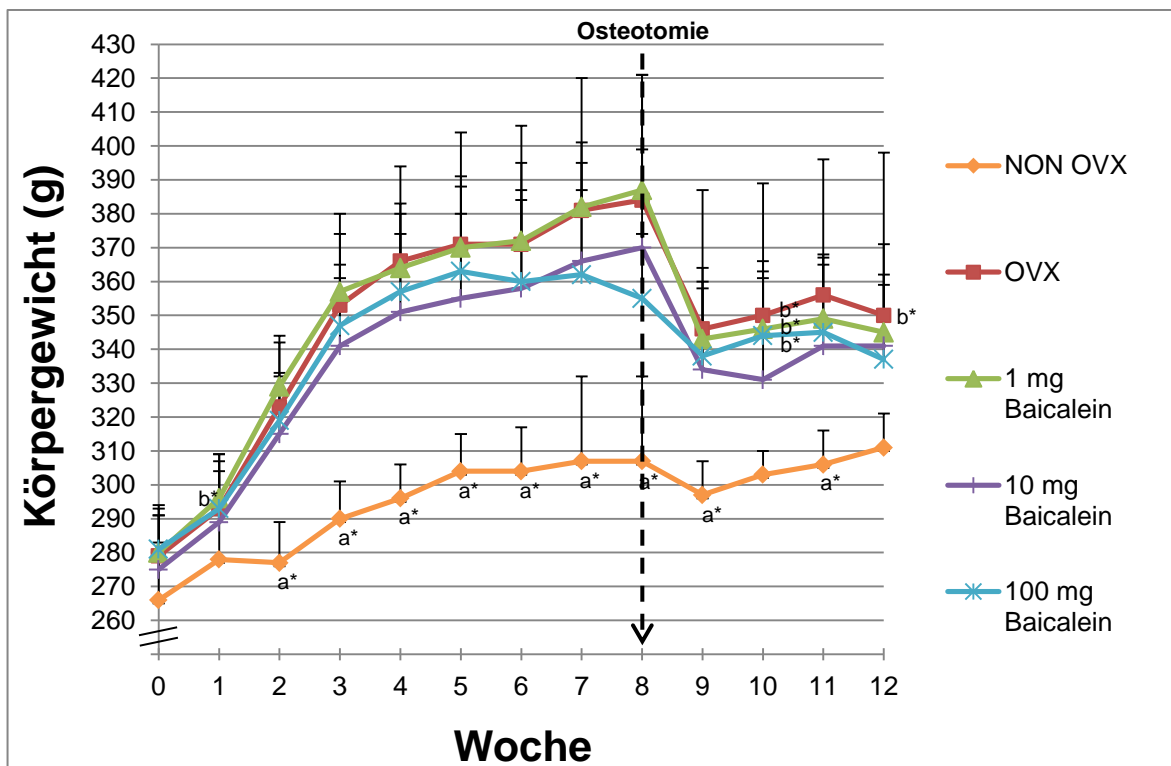 Osteotomie
430
420
410
400
390
380
370
360
350
340
330
320
310
300
290
280
270
260
Körpergewicht (g)
b*
a*
a*
a*
a*
a*
a*
a*
a*
b*
b*
b*
a*
b*
0 1 2 3 4 5 6 7 8 9 10 11 12
Woche
NON OVX
OVX
1 mg
Baicalein
10 mg
Baicalein
100 mg
Baicalein